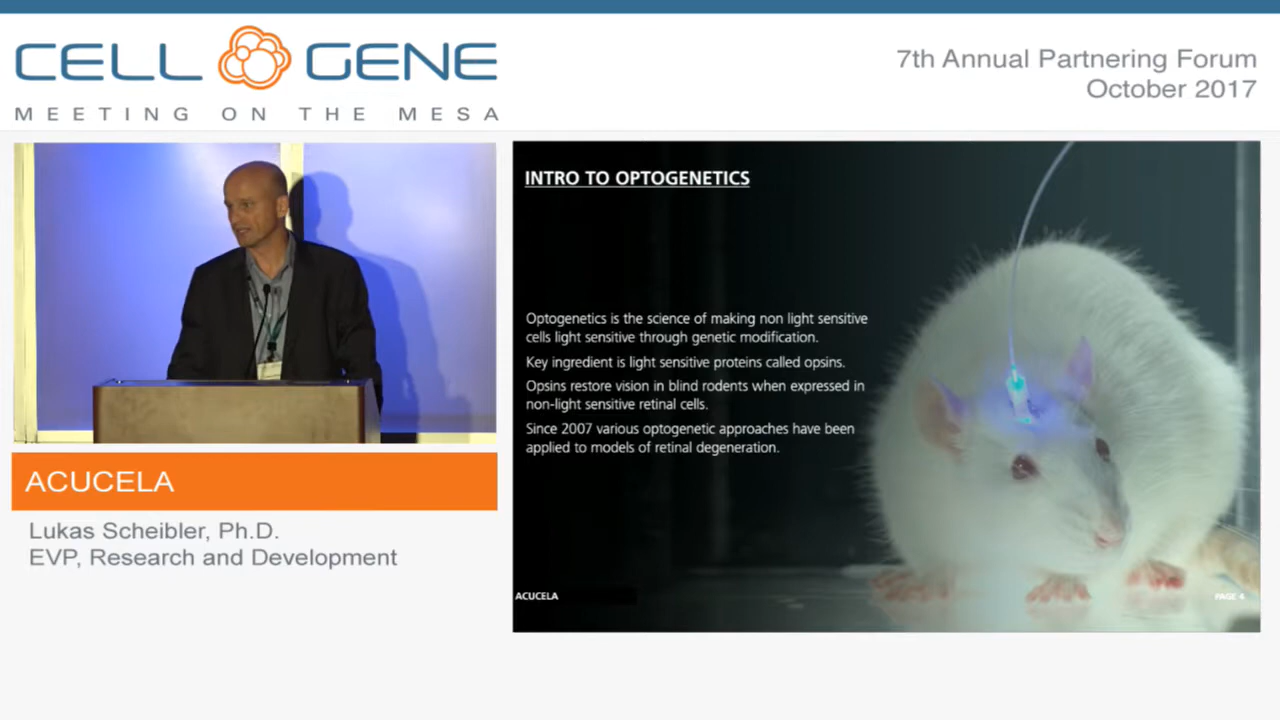 CELL GENE
MEETING ON THE MESA
7th Annual Partnering Forum
October 2017
INTRO TO OPTOGENETICS
Optogenetics is the science of making non light sensitive
cells light sensitive through genetic modification.
Key ingredient is light sensitive proteins called opsins.
Opsins restore vision in blind rodents when expressed in
non-light sensitive retinal cells.
Since 2007 various optogenetic approaches have been
applied to models of retinal degeneration.
ACUCELA
PAGE 4
ACUCELA
Lukas Scheibler, Ph.D.
EVP, Research and Development